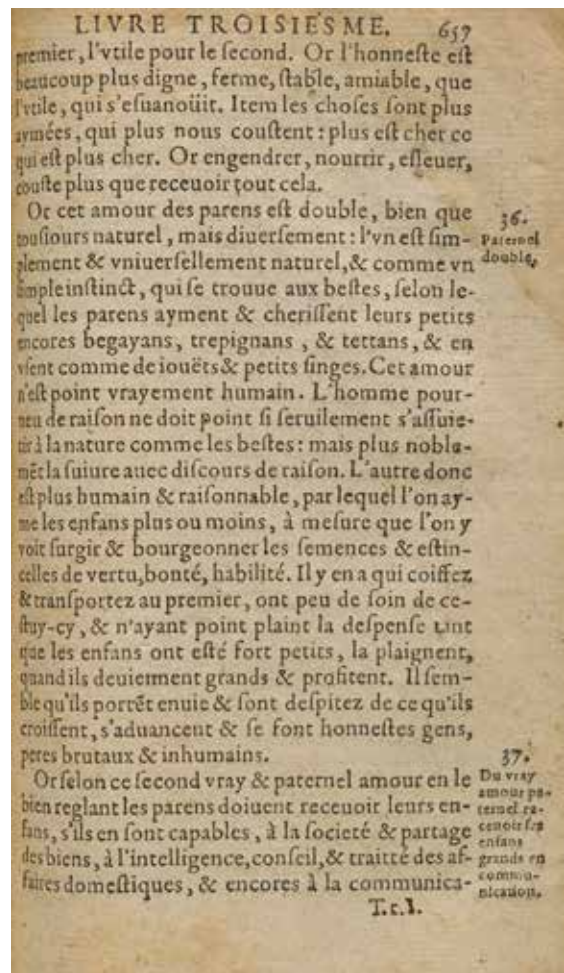 LIVRE TROISIESME. 657
premier, l'vtile pour le ſecond. Or l'honneſte eſt
beaucoup plus digne, ferme, ſtable, amiable, que
l'vtile, qui s'eſuanoüit. Item les choſes ſont plus
aymées, qui plus nous couſtent : plus eſt cher ce
qui eſt plus cher. Or engendrer, nourrir, eſleuer,
couſte plus que receuoir tout cela.
Or cet amour des parens eſt double, bien que
touſiours naturel, mais diuerſement : l'vn eſt ſim-
plement & vniuerſellement naturel, & comme vn
ſimple inſtinct, qui ſe trouue aux beſtes, ſelon le-
quel les parens ayment & cheriſſent leurs petits
encores begayans, trepignans, & tettans, & en
vſent comme de iouëts & petits ſinges. Cet amour
n'eſt point vrayement humain. L'homme pour-
ueu de raiſon ne doit point ſi ſeruilement s'aſſuie-
tir à la nature comme les beſtes : mais plus noble-
mẽt la ſuiure auec diſcours de raiſon. L'autre donc
eſt plus humain & raiſonnable, par lequel l'on ay-
me les enfans plus ou moins, à meſure que l'on y
voit ſurgir & bourgeonner les ſemences & eſtin-
celles de vertu, bonté, habilité. Il y en a qui coiffez
& tranſportez au premier, ont peu de ſoin de ce-
ſtuy-cy, & n'ayant point plaint la deſpenſe tant
que les enfans ont eſté fort petits, la plaignent,
quand ils deuiennent grands & profitent. Il ſem-
ble qu'ils portẽt enuie & ſont deſpitez de ce qu'ils
croiſſent, s'aduancent & ſe font honneſtes gens,
peres brutaux & inhumains.
Or ſelon ce ſecond vray & paternel amour en le
bien reglant les parens doiuent receuoir leurs en-
fans, s'ils en ſont capables, à la ſocieté & partage
des biens, à l'intelligence, conſeil, & traitté des af-
faires domeſtiques, & encores à la communica-
36.
Paternel
double,
37.
Du vray
amour pa-
ternel re-
ceuoir ſes
enfans
grands en
commu-
nication.